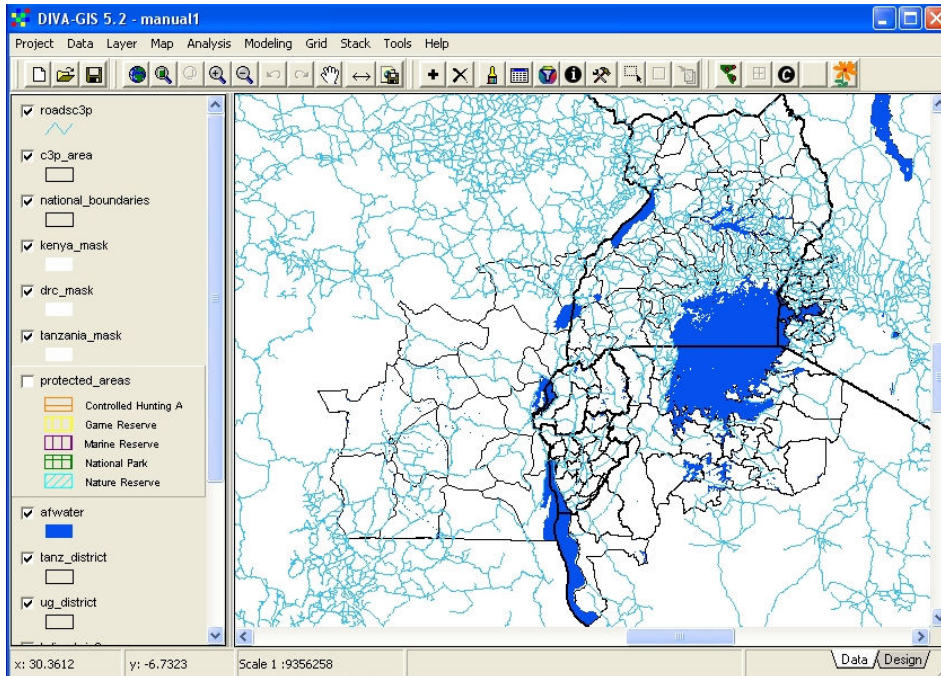 DIVA-GIS 5.2 - manual1
Project Data Layer Map Analysis Modeling Grid Stack Tools Help
roadsc3p
c3p_area
national_boundaries
kenya_mask
drc_mask
tanzania_mask
protected_areas
Controlled Hunting A
Game Reserve
Marine Reserve
National Park
Nature Reserve
afwater
tanz_district
ug_district
x: 30.3612 y: -6.7323 Scale 1 :9356258 Data Design